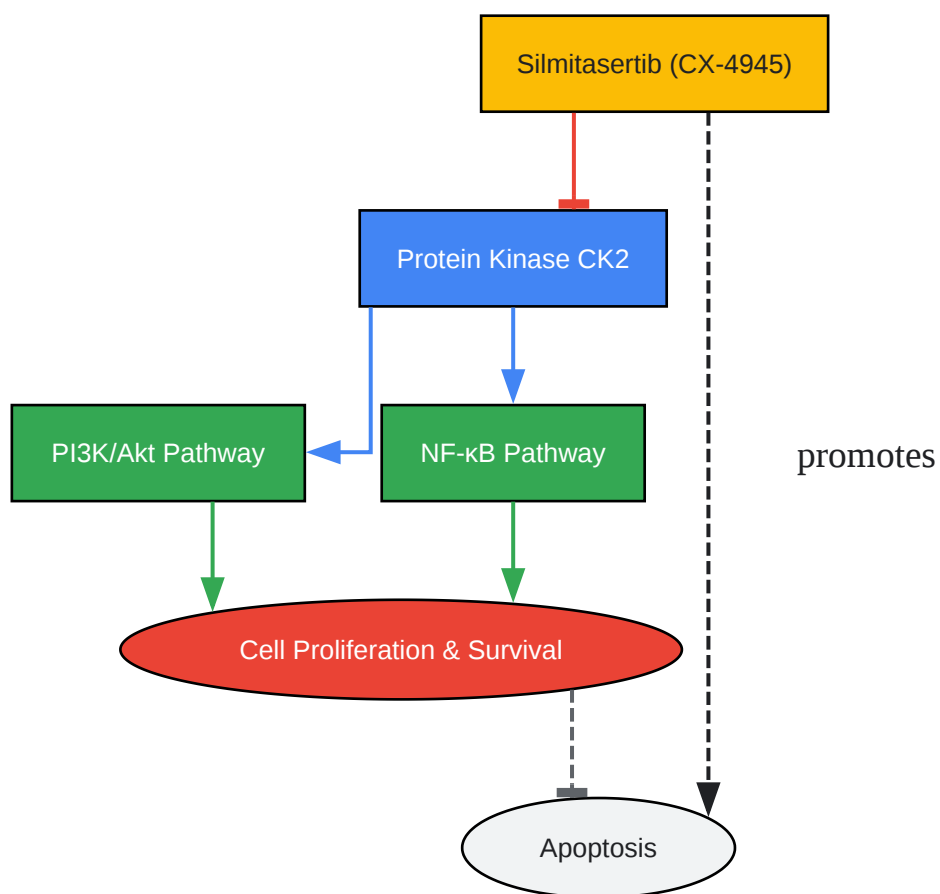 Silmitasertib (CX-4945)
Protein Kinase CK2
PI3K/Akt Pathway
NF-κB Pathway
promotes
Cell Proliferation & Survival
Apoptosis